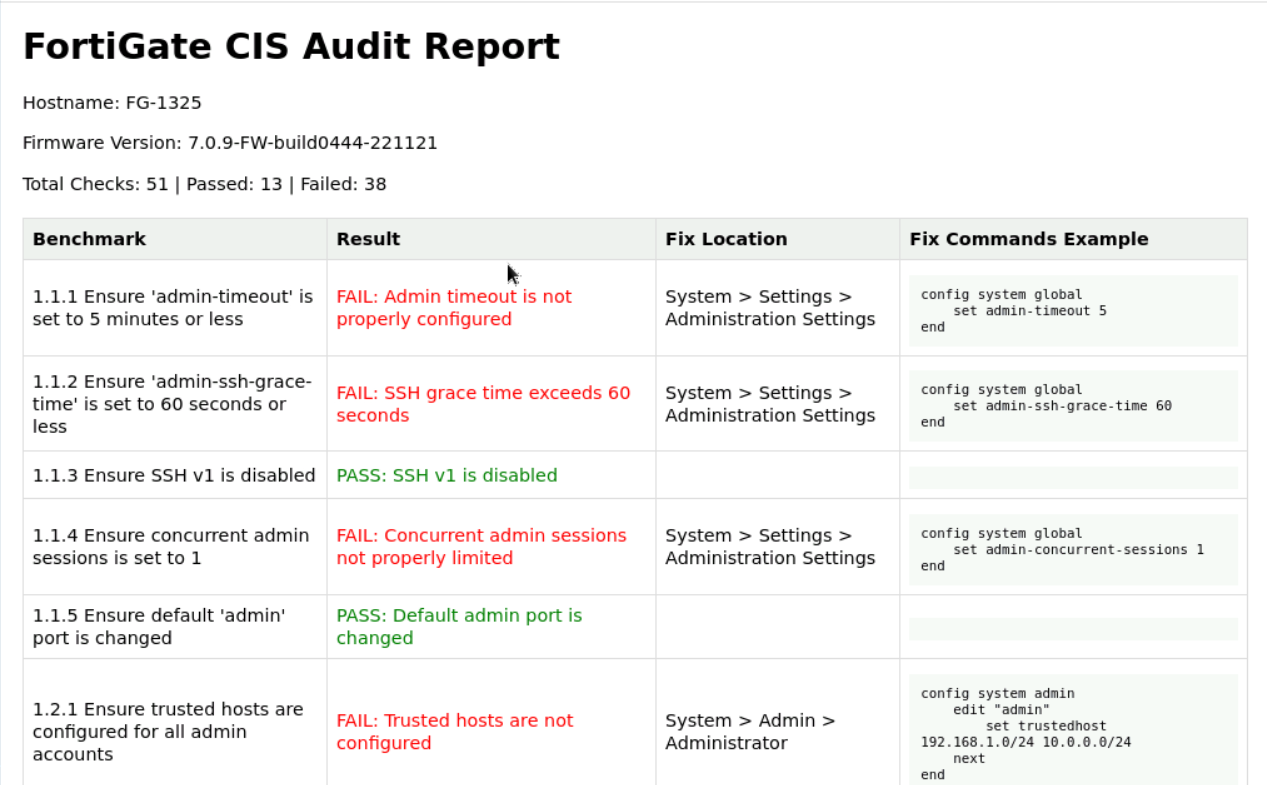 FortiGate CIS Audit Report
Hostname: FG-1325
Firmware Version: 7.0.9-FW-build0444-221121
Total Checks: 51 | Passed: 13 | Failed: 38
Benchmark
Result
Fix Location
Fix Commands Example
1.1.1 Ensure 'admin-timeout' is
set to 5 minutes or less
FAIL: Admin timeout is not
properly configured
System > Settings >
Administration Settings
config system global
    set admin-timeout 5
end
1.1.2 Ensure 'admin-ssh-grace-
time' is set to 60 seconds or
less
FAIL: SSH grace time exceeds 60
seconds
System > Settings >
Administration Settings
config system global
    set admin-ssh-grace-time 60
end
1.1.3 Ensure SSH v1 is disabled
PASS: SSH v1 is disabled
1.1.4 Ensure concurrent admin
sessions is set to 1
FAIL: Concurrent admin sessions
not properly limited
System > Settings >
Administration Settings
config system global
    set admin-concurrent-sessions 1
end
1.1.5 Ensure default 'admin'
port is changed
PASS: Default admin port is
changed
1.2.1 Ensure trusted hosts are
configured for all admin
accounts
FAIL: Trusted hosts are not
configured
System > Admin >
Administrator
config system admin
    edit "admin"
        set trustedhost
192.168.1.0/24 10.0.0.0/24
    next
end